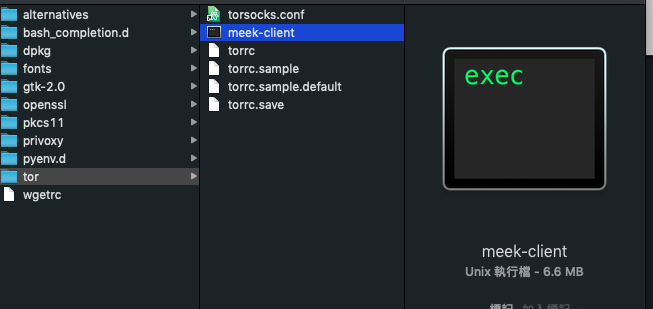 alternatives
bash_completion.d
dpkg
fonts
gtk-2.0
openssl
pkcs11
privoxy
pyenv.d
tor
wgetrc
torsocks.conf
meek-client
torrc
torrc.sample
torrc.sample.default
torrc.save
exec
meek-client
Unix 執行檔 - 6.6 MB